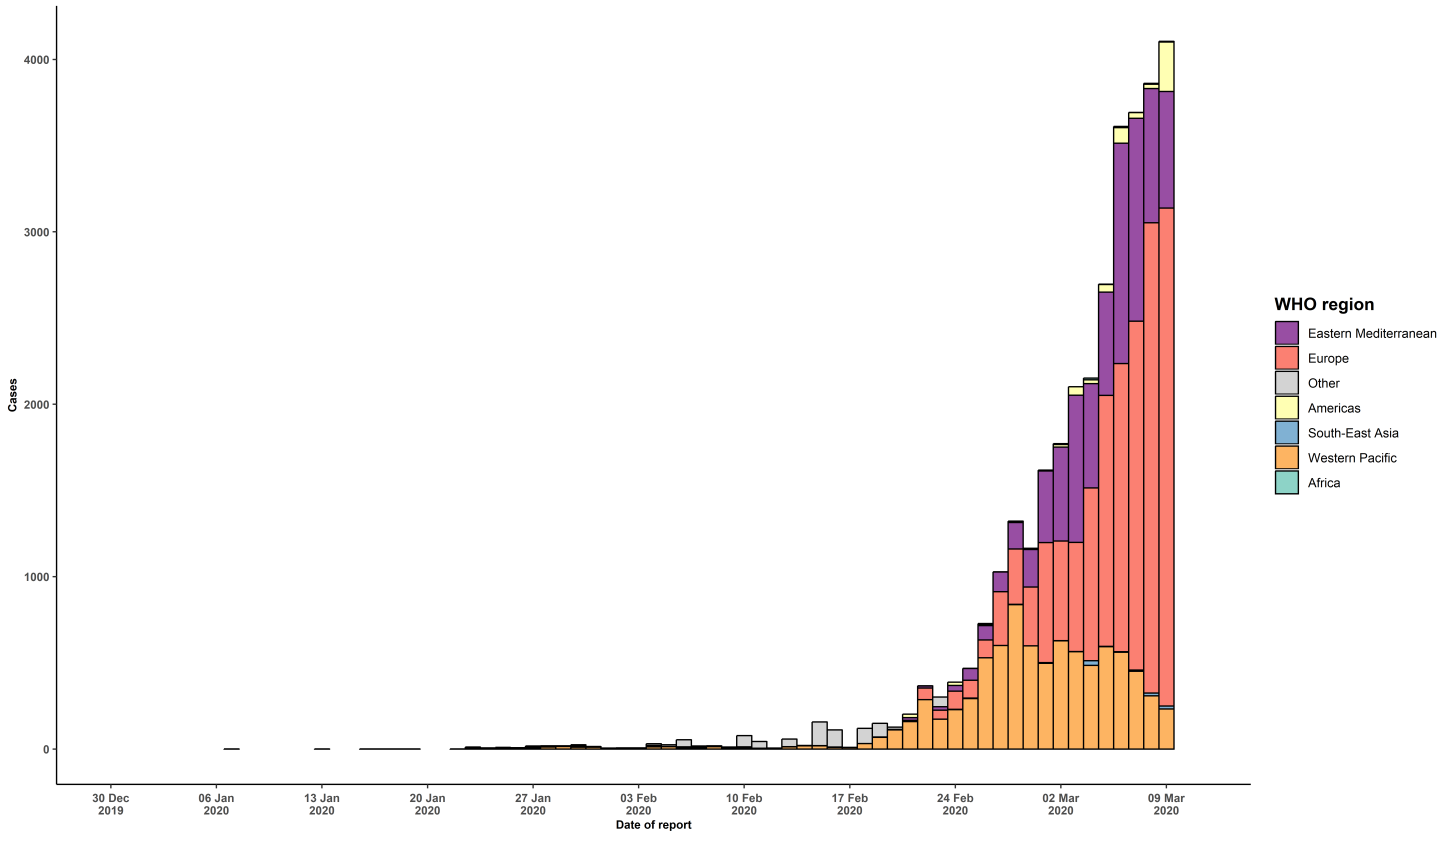 4000
3000
2000
1000
0
Cases
30 Dec
2019
06 Jan
2020
13 Jan
2020
20 Jan
2020
27 Jan
2020
03 Feb
2020
10 Feb
2020
17 Feb
2020
24 Feb
2020
02 Mar
2020
09 Mar
2020
Date of report
WHO region
Eastern Mediterranean
Europe
Other
Americas
South-East Asia
Western Pacific
Africa